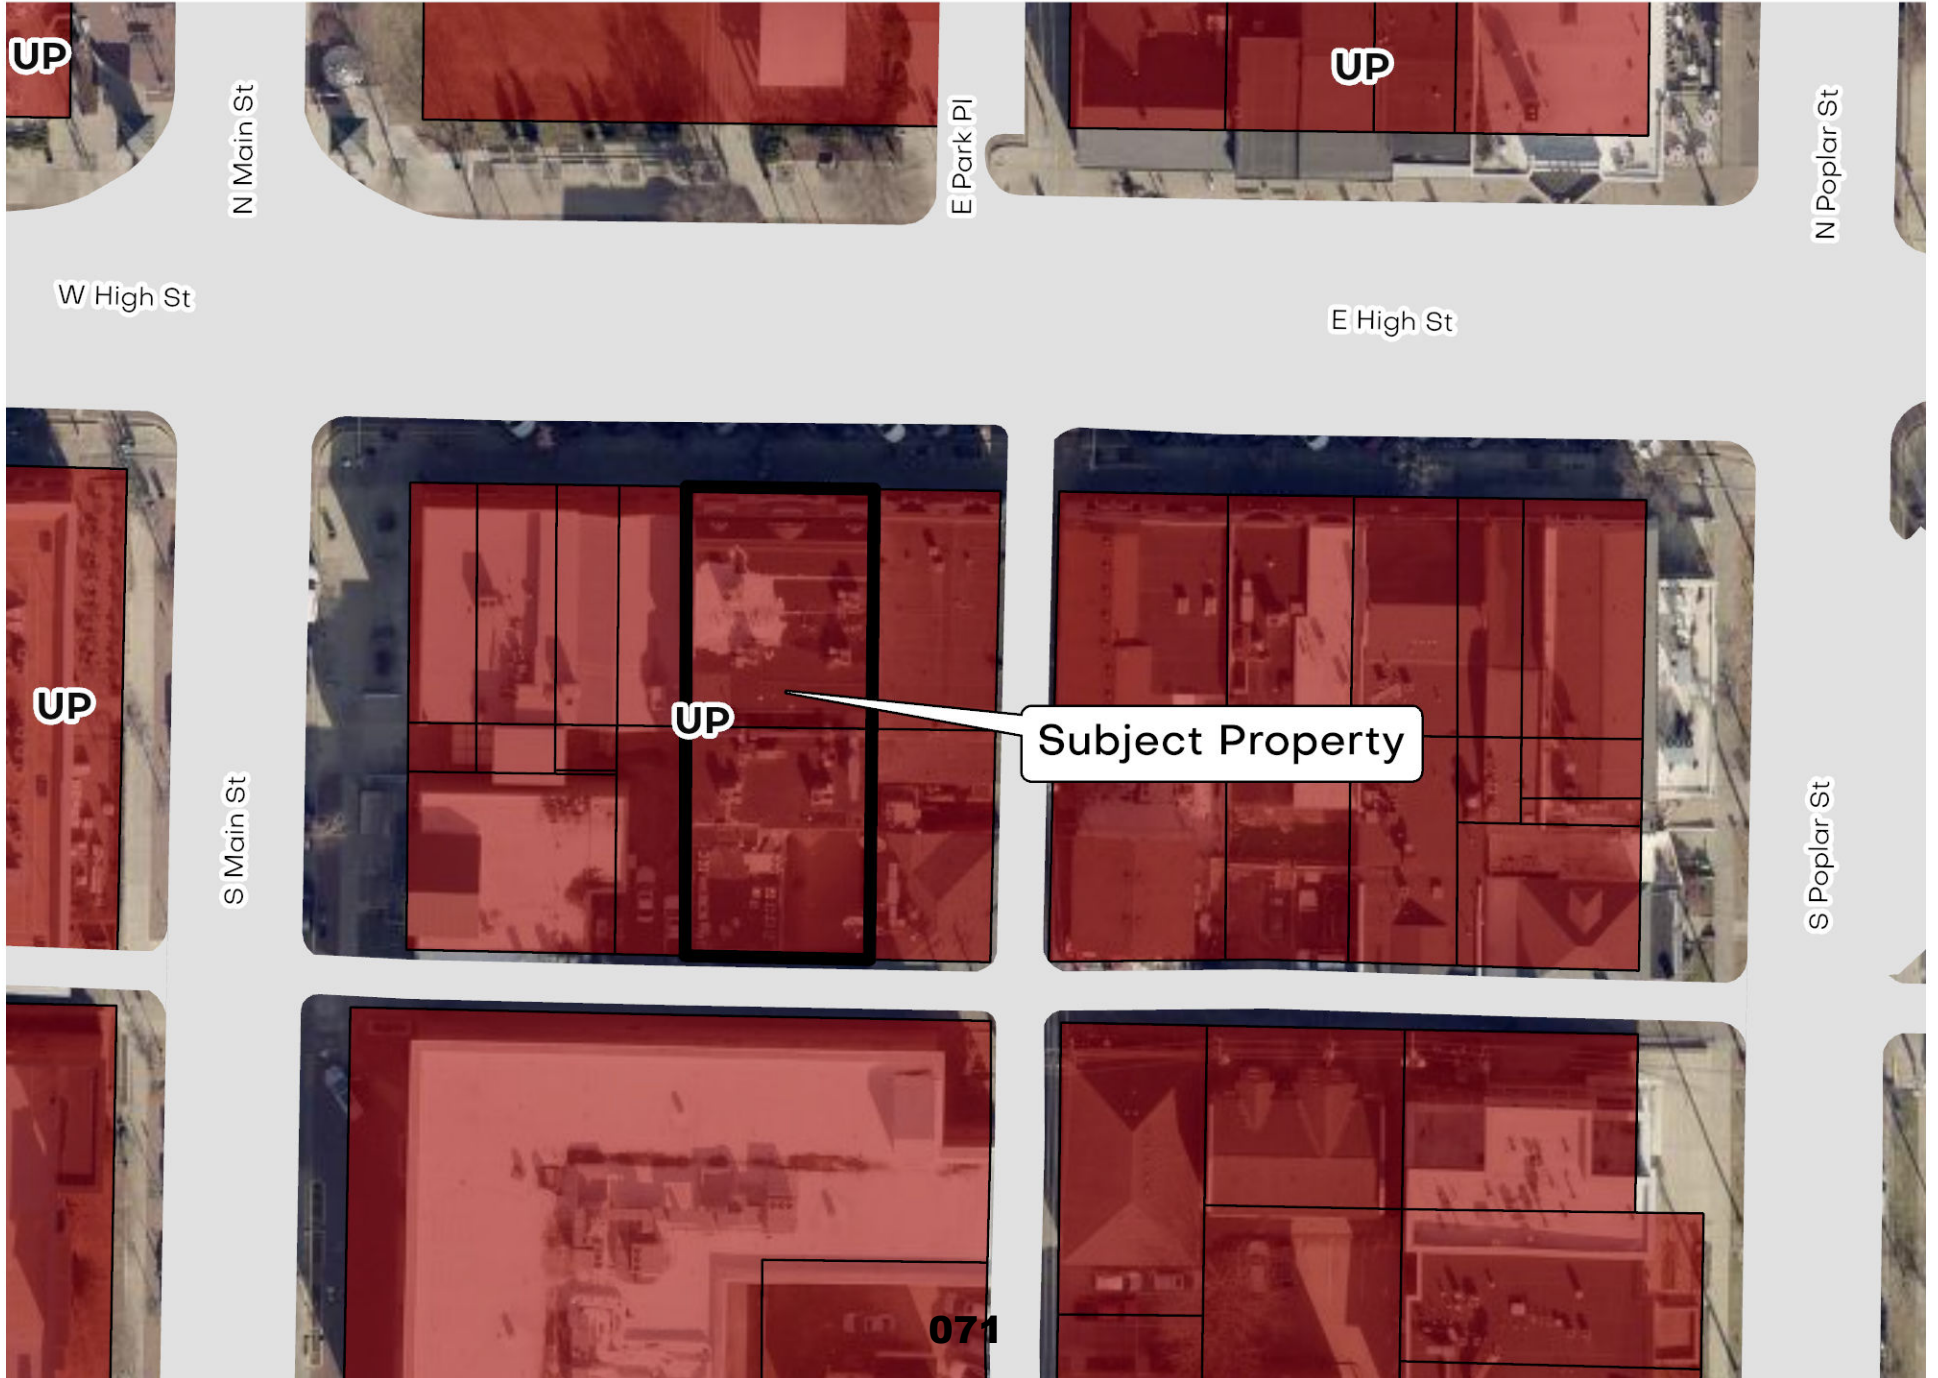 UP
UP
N Main St
E Park Pl
N Poplar St
W High St
E High St
UP
UP
Subject Property
S Main St
S Poplar St
071